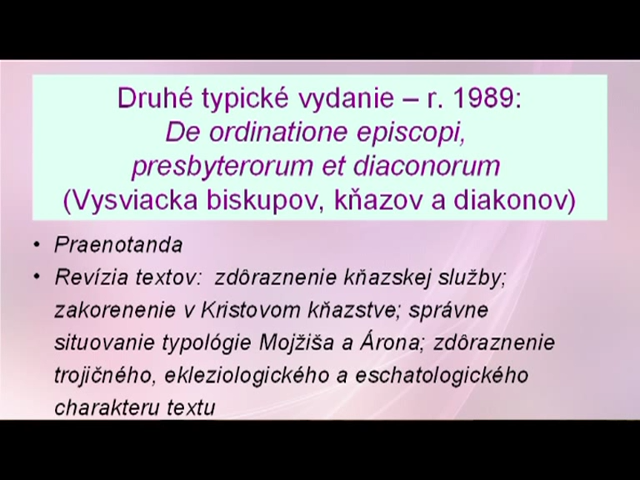 Druhé typické vydanie – r. 1989:
De ordinatione episcopi,
presbyterorum et diaconorum
(Vysviacka biskupov, kňazov a diakonov)
• Praenotanda
• Revízia textov: zdôraznenie kňazskej služby;
zakorenenie v Kristovom kňazstve; správne
situovanie typológie Mojžiša a Árona; zdôraznenie
trojičného, ekleziologického a eschatologického
charakteru textu